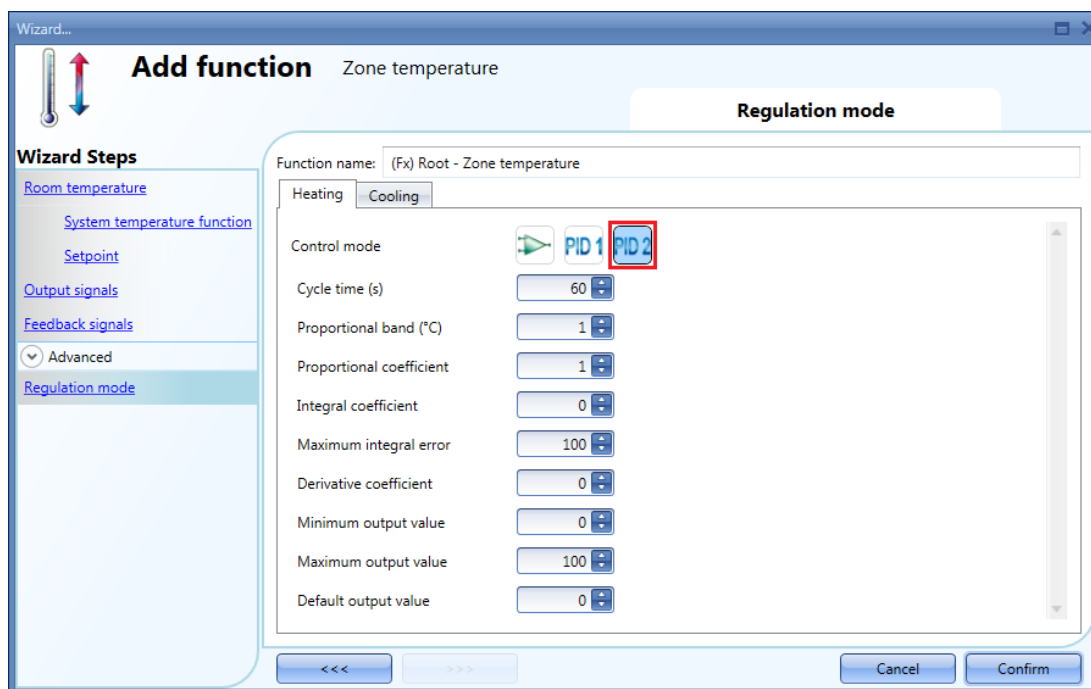 Wizard...
Add function Zone temperature
Regulation mode
Wizard Steps
Room temperature
System temperature function
Setpoint
Output signals
Feedback signals
Advanced
Regulation mode
Function name: (Fx) Root - Zone temperature
Heating Cooling
Control mode PID 1 PID 2
Cycle time (s) 60
Proportional band (°C) 1
Proportional coefficient 1
Integral coefficient 0
Maximum integral error 100
Derivative coefficient 0
Minimum output value 0
Maximum output value 100
Default output value 0
<<< >>> Cancel Confirm